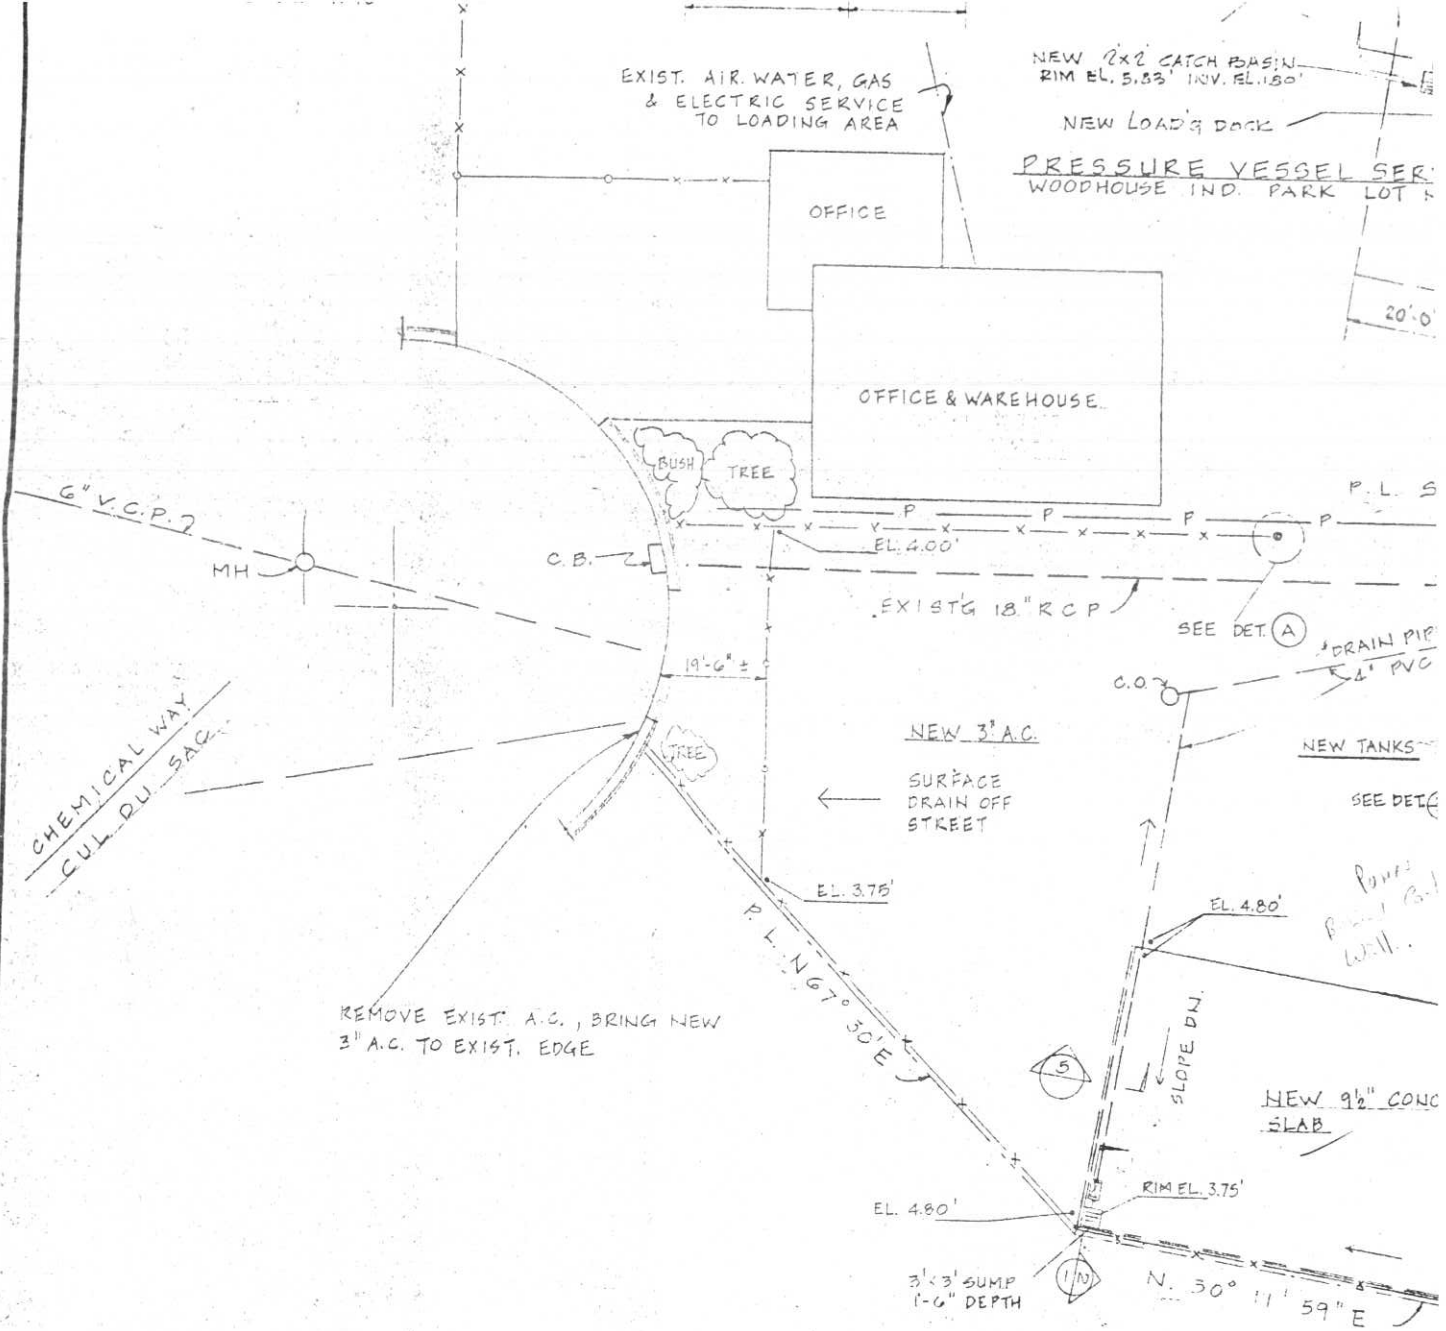 EXIST. AIR. WATER, GAS
& ELECTRIC SERVICE
TO LOADING AREA
NEW 2'x2' CATCH BASIN
RIM EL. 5.83' INV. EL. 1.80'
NEW LOAD'G DOCK
PRESSURE VESSEL SER
WOODHOUSE IND. PARK LOT
OFFICE
20'-0
OFFICE & WAREHOUSE
BUSH
TREE
6" V.C.P. ?
MH
C.B.
P P P P
P.L. S
EL. 4.00'
EXIST'G 18" R C P
SEE DET. A
DRAIN PIP
4" PVC
C.O.
19'-6" ±
CHEMICAL WAY
CUL DU SAC
TREE
NEW 3" A.C.
SURFACE
DRAIN OFF
STREET
NEW TANKS
SEE DET.
EL. 3.75'
EL. 4.80'
Wall.
P. L. N 67° 30' E
REMOVE EXIST. A.C., BRING NEW
3" A.C. TO EXIST. EDGE
5
SLOPE DN.
NEW 9½" CONC
SLAB
RIM EL. 3.75'
EL. 4.80'
3'x3' SUMP
1'-6" DEPTH
1 N
N. 30° 11' 59" E